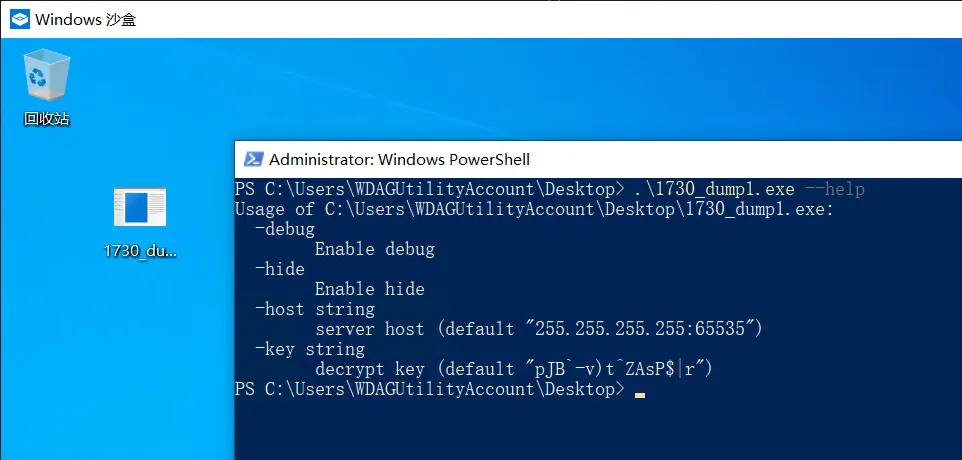 Windows 沙盒
回收站
1730_du...
Administrator: Windows PowerShell
PS C:\Users\WDAGUtilityAccount\Desktop> .\1730_dump1.exe --help
Usage of C:\Users\WDAGUtilityAccount\Desktop\1730_dump1.exe:
  -debug
        Enable debug
  -hide
        Enable hide
  -host string
        server host (default "255.255.255.255:65535")
  -key string
        decrypt key (default "pJB`-v)t^ZAsP$|r")
PS C:\Users\WDAGUtilityAccount\Desktop>